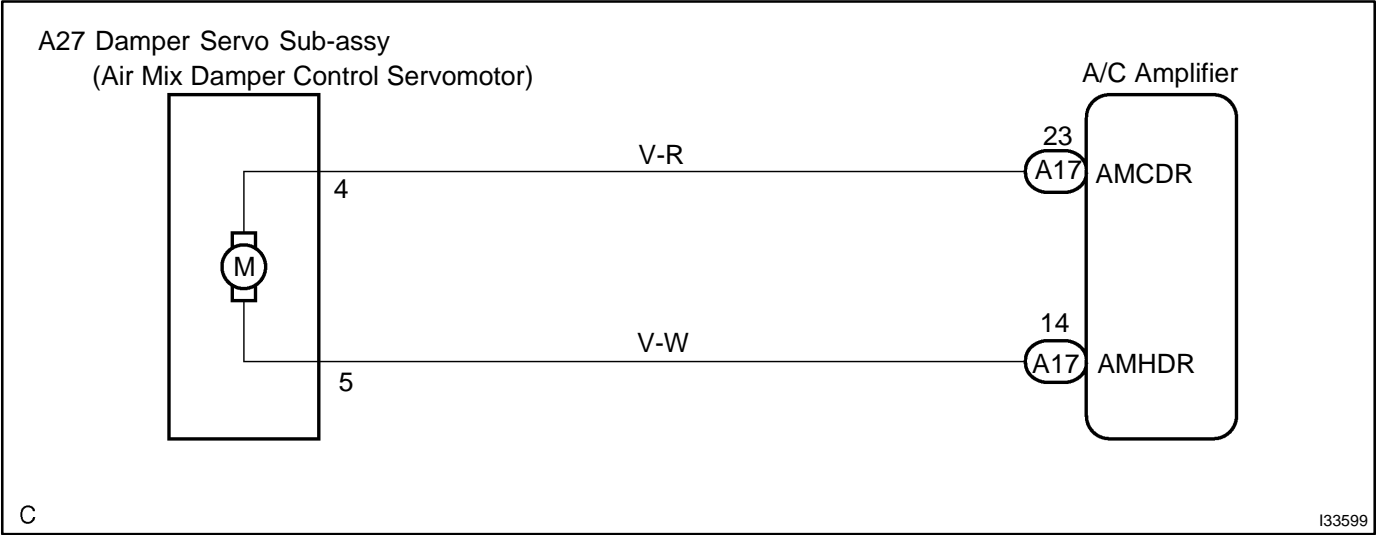 A27 Damper Servo Sub-assy
(Air Mix Damper Control Servomotor)
A/C Amplifier
V-R
23
A17
AMCDR
4
M
V-W
14
A17
AMHDR
5
C
I33599